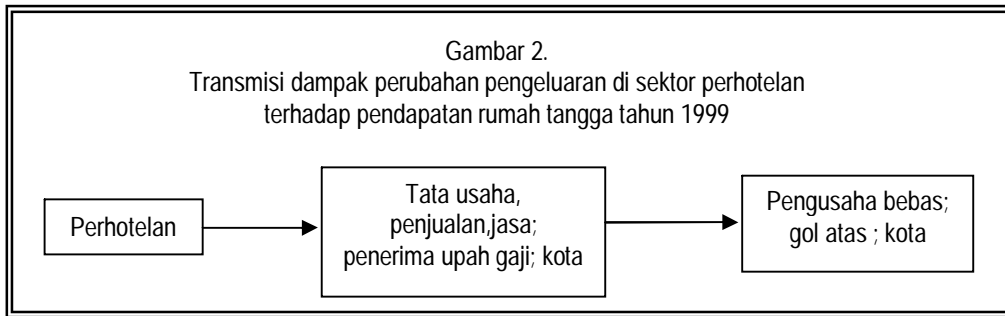 Gambar 2.
Transmisi dampak perubahan pengeluaran di sektor perhotelan
terhadap pendapatan rumah tangga tahun 1999
Perhotelan
Tata usaha,
penjualan,jasa;
penerima upah gaji; kota
Pengusaha bebas;
gol atas ; kota